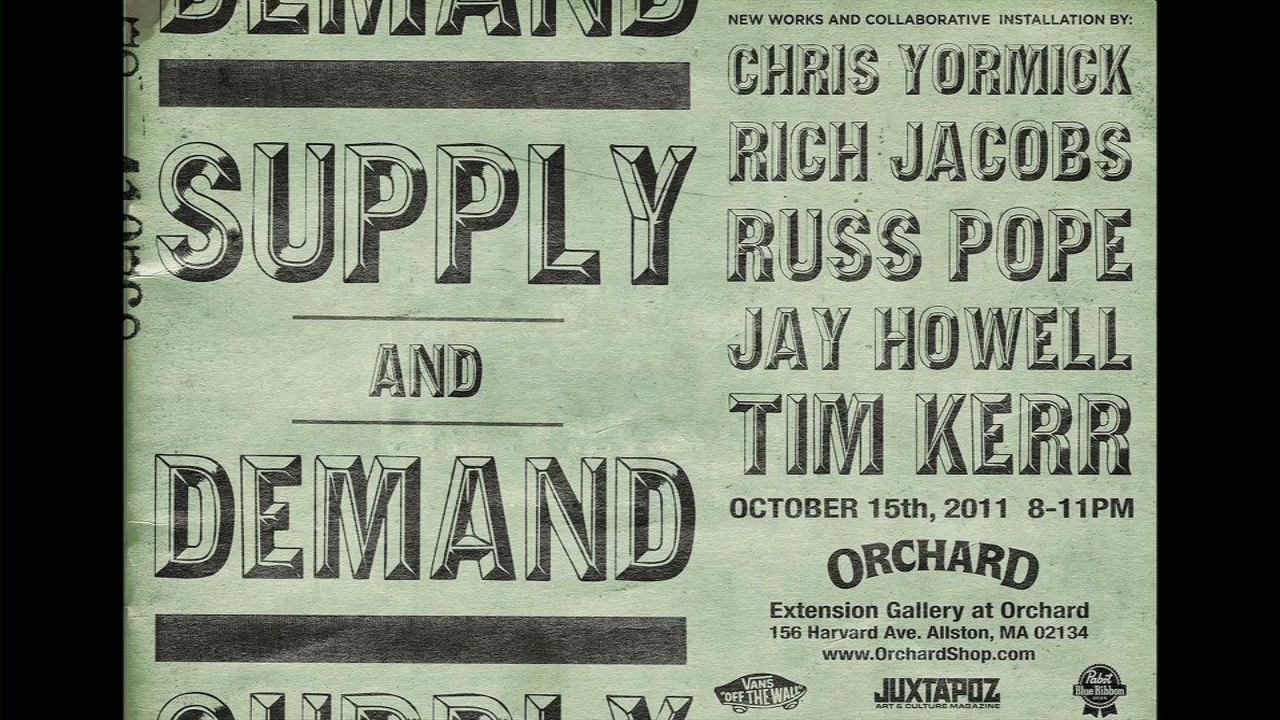 DEMAND
SUPPLY
AND
DEMAND
SUPPLY
NEW WORKS AND COLLABORATIVE INSTALLATION BY:
CHRIS YORMICK
RICH JACOBS
RUSS POPE
JAY HOWELL
TIM KERR
OCTOBER 15th, 2011 8-11PM
ORCHARD
Extension Gallery at Orchard
156 Harvard Ave. Allston, MA 02134
www.OrchardShop.com
VANS
"OFF THE WALL"
JUXTAPOZ
ART & CULTURE MAGAZINE
Pabst
Blue Ribbon